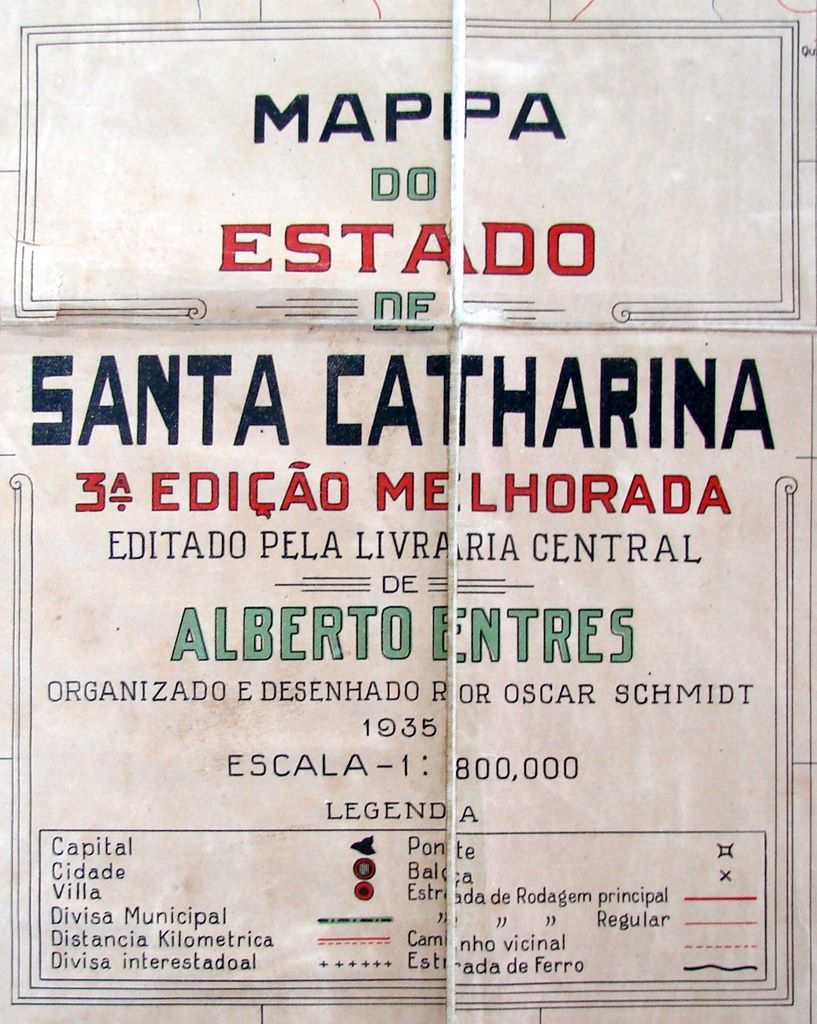 MAPPA
DO
ESTADO
DE
SANTA CATHARINA
3ª EDIÇÃO MELHORADA
EDITADO PELA LIVRARIA CENTRAL
DE
ALBERTO ENTRES
ORGANIZADO E DESENHADO POR OSCAR SCHMIDT
1935
ESCALA - 1: 800,000
LEGENDA
Capital
Cidade
Villa
Divisa Municipal
Distancia Kilometrica
Divisa interestadoal
Ponte
Balça
Estrada de Rodagem principal
" " " Regular
Caminho vicinal
Estrada de Ferro